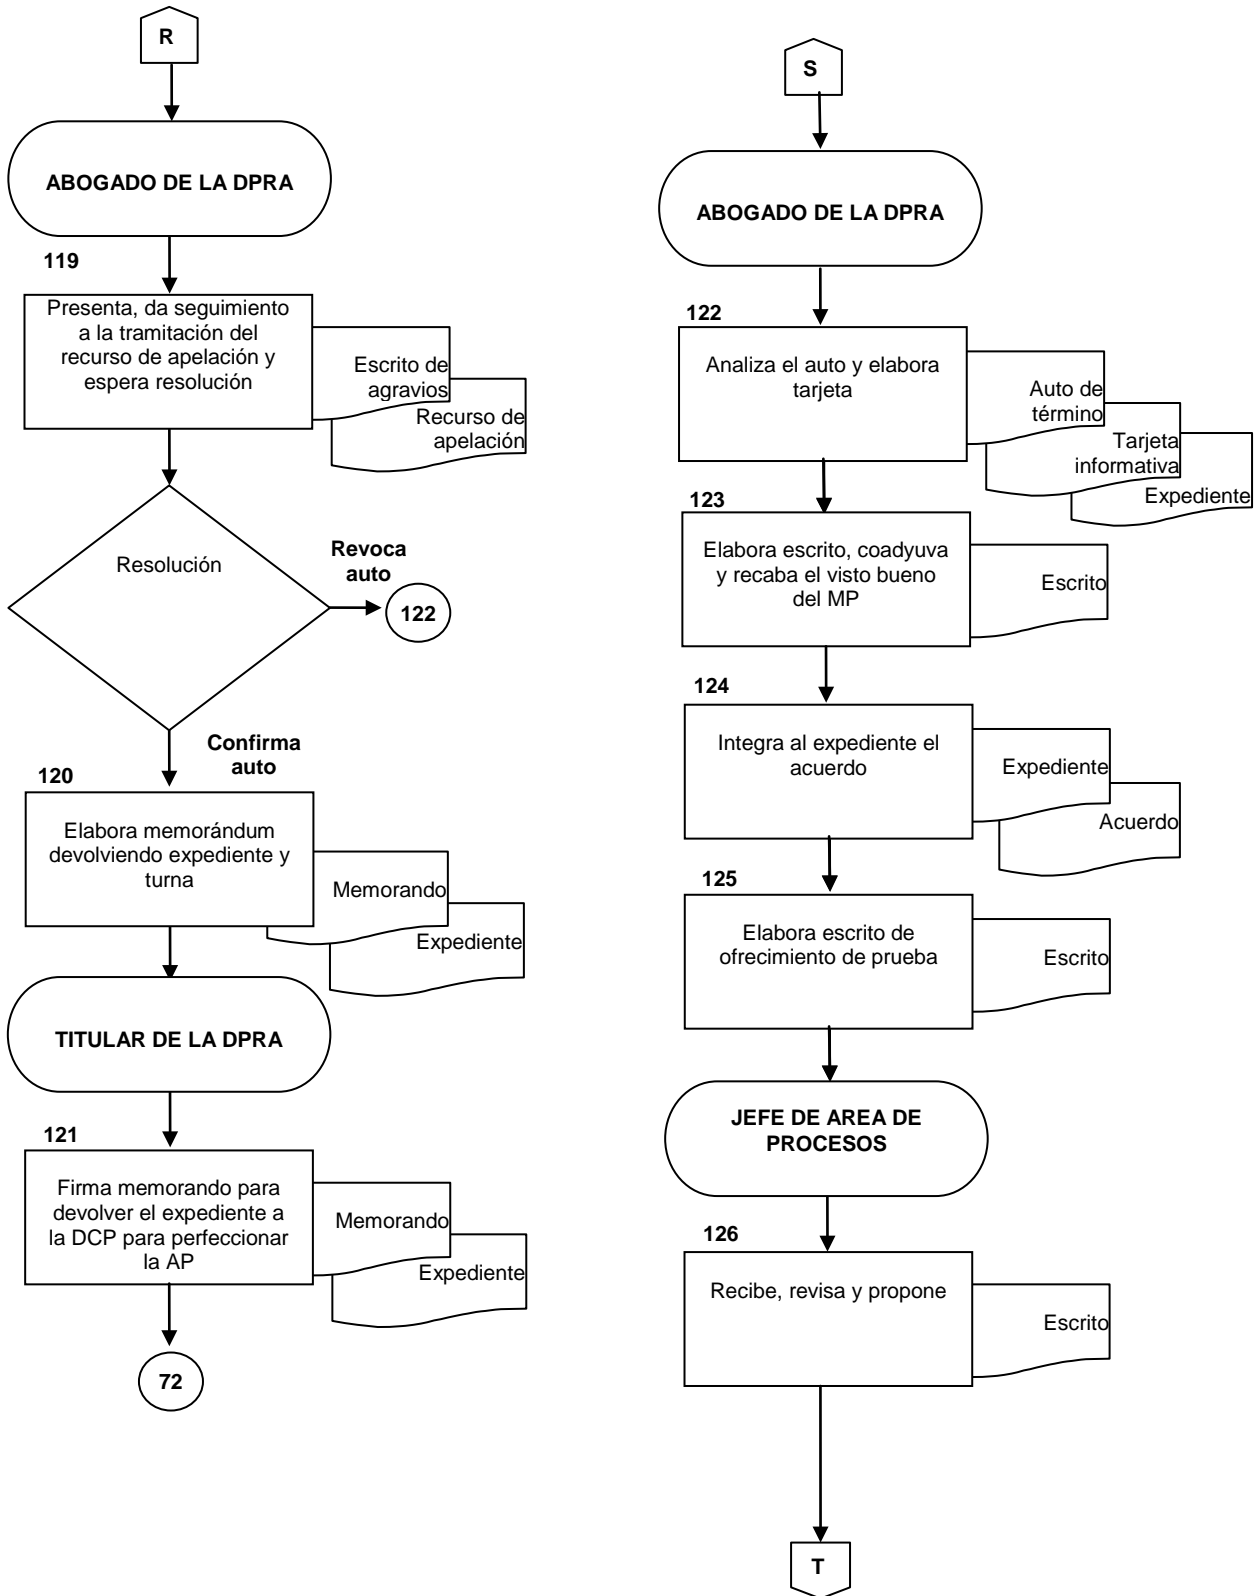 R
ABOGADO DE LA DPRA
119
Presenta, da seguimiento
a la tramitación del
recurso de apelación y
espera resolución
Escrito de
agravios
Recurso de
apelación
Resolución
Revoca
auto
122
Confirma
auto
120
Elabora memorándum
devolviendo expediente y
turna
Memorando
Expediente
TITULAR DE LA DPRA
121
Firma memorando para
devolver el expediente a
la DCP para perfeccionar
la AP
Memorando
Expediente
72
S
ABOGADO DE LA DPRA
122
Analiza el auto y elabora
tarjeta
Auto de
término
Tarjeta
informativa
Expediente
123
Elabora escrito, coadyuva
y recaba el visto bueno
del MP
Escrito
124
Integra al expediente el
acuerdo
Expediente
Acuerdo
125
Elabora escrito de
ofrecimiento de prueba
Escrito
JEFE DE AREA DE
PROCESOS
126
Recibe, revisa y propone
Escrito
T